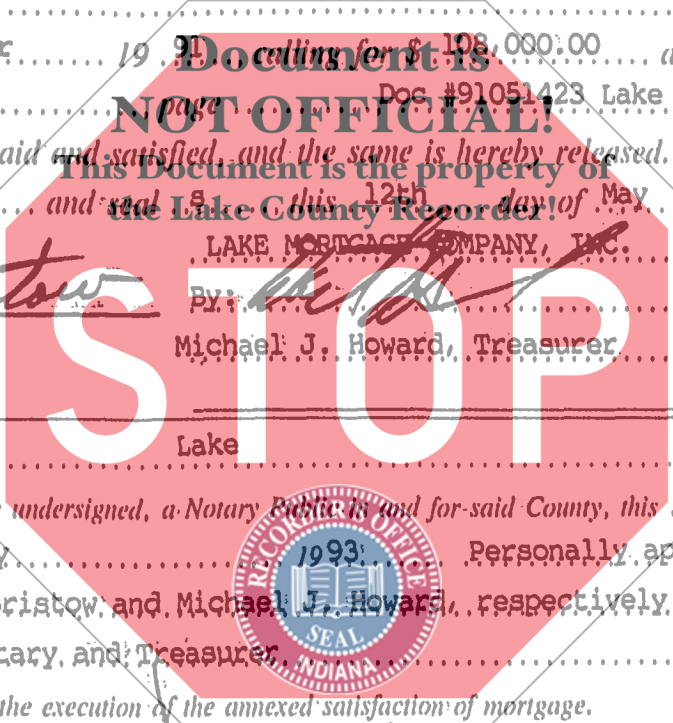 19 91 calling for $ 108,000.00
Document is
page Doc #91051423 Lake
NOT OFFICIAL!
aid and satisfied, and the same is hereby released.
This Document is the property of
and seal s this 12th day of May
the Lake County Recorder!
LAKE MORTGAGE COMPANY, INC.
tow
By:
Michael J. Howard, Treasurer
STOP
Lake
undersigned, a Notary Public in and for said County, this
1993 Personally ap
ristow and Michael J. Howard, respectively
tary and Treasurer
RECORDER'S OFFICE
SEAL
INDIANA
the execution of the annexed satisfaction of mortgage.